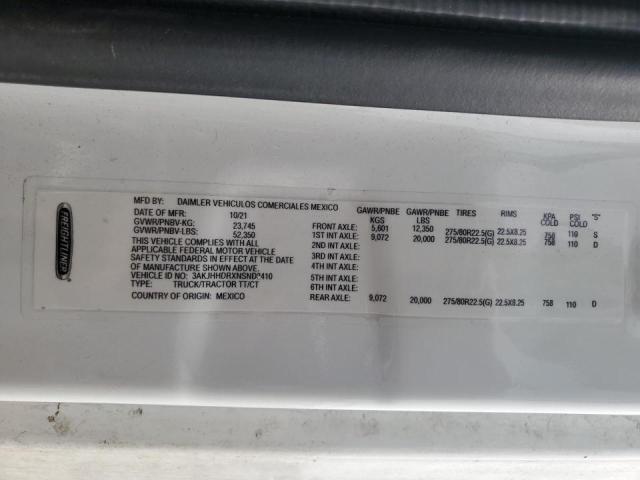 FREIGHTLINER
MFD BY: DAIMLER VEHICULOS COMERCIALES MEXICO
DATE OF MFR: 10/21
GVWR/PNBV-KG: 23,745
GVWR/PNBV-LBS: 52,350
THIS VEHICLE COMPLIES WITH ALL
APPLICABLE FEDERAL MOTOR VEHICLE
SAFETY STANDARDS IN EFFECT AT THE DATE
OF MANUFACTURE SHOWN ABOVE.
VEHICLE ID NO:
TYPE: TRUCK/TRACTOR TT/CT
COUNTRY OF ORIGIN: MEXICO
GAWR/PNBE KGS GAWR/PNBE LBS TIRES RIMS KPA COLD PSI COLD "S"
FRONT AXLE: 5,601 12,350 275/80R22.5(G) 22.5X8.25 758 110 S
1ST INT AXLE: 9,072 20,000 275/80R22.5(G) 22.5X8.25 758 110 D
2ND INT AXLE:
3RD INT AXLE:
4TH INT AXLE:
5TH INT AXLE:
6TH INT AXLE:
REAR AXLE: 9,072 20,000 275/80R22.5(G) 22.5X8.25 758 110 D